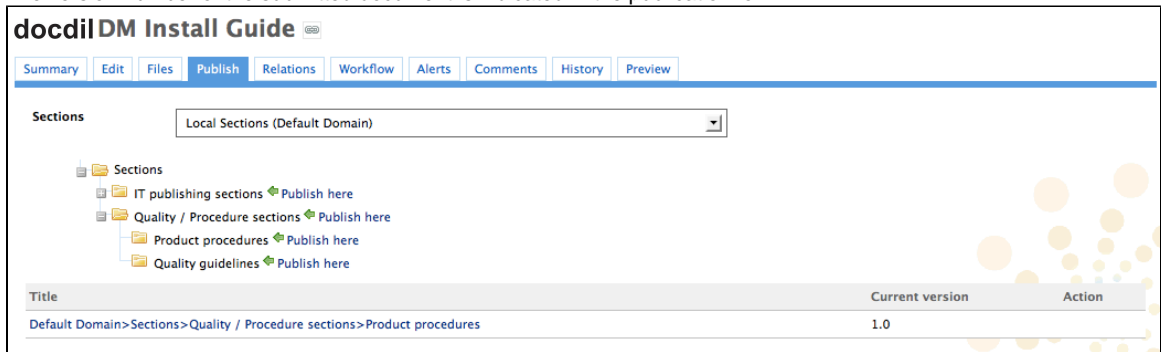 docdil DM Install Guide
Summary Edit Files Publish Relations Workflow Alerts Comments History Preview
Sections Local Sections (Default Domain)
Sections
IT publishing sections Publish here
Quality / Procedure sections Publish here
Product procedures Publish here
Quality guidelines Publish here
Title Current version Action
Default Domain>Sections>Quality / Procedure sections>Product procedures 1.0